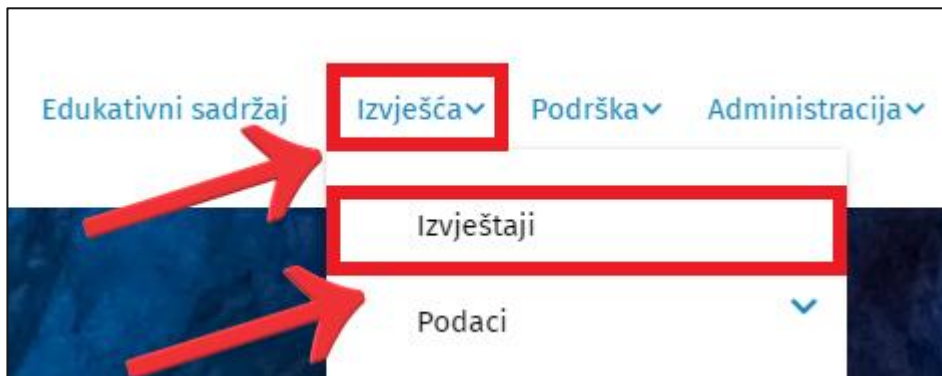 Edukativni sadržaj Izvješća Podrška Administracija
Izvještaji
Podaci